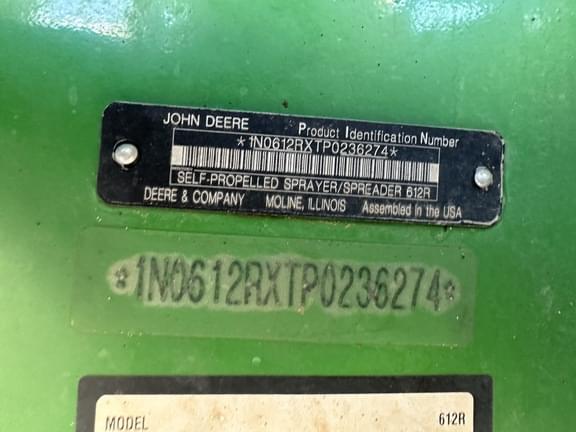 JOHN DEERE Product Identification Number
*1N0612RXTP0236274*
SELF-PROPELLED SPRAYER/SPREADER 612R
DEERE & COMPANY MOLINE, ILLINOIS Assembled in the USA
*1N0612RXTP0236274*
MODEL 612R